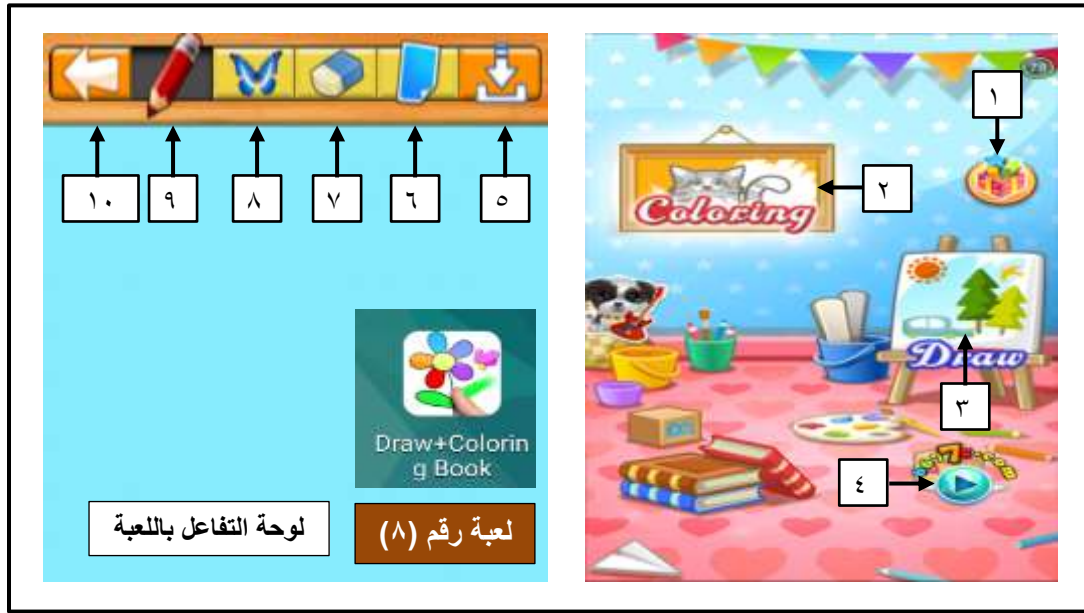 ١
٢
Coloring
Draw
٣
٤
١٠
٩
٨
٧
٦
٥
Draw+Colorin
g Book
لعبة رقم (٨)
لوحة التفاعل باللعبة